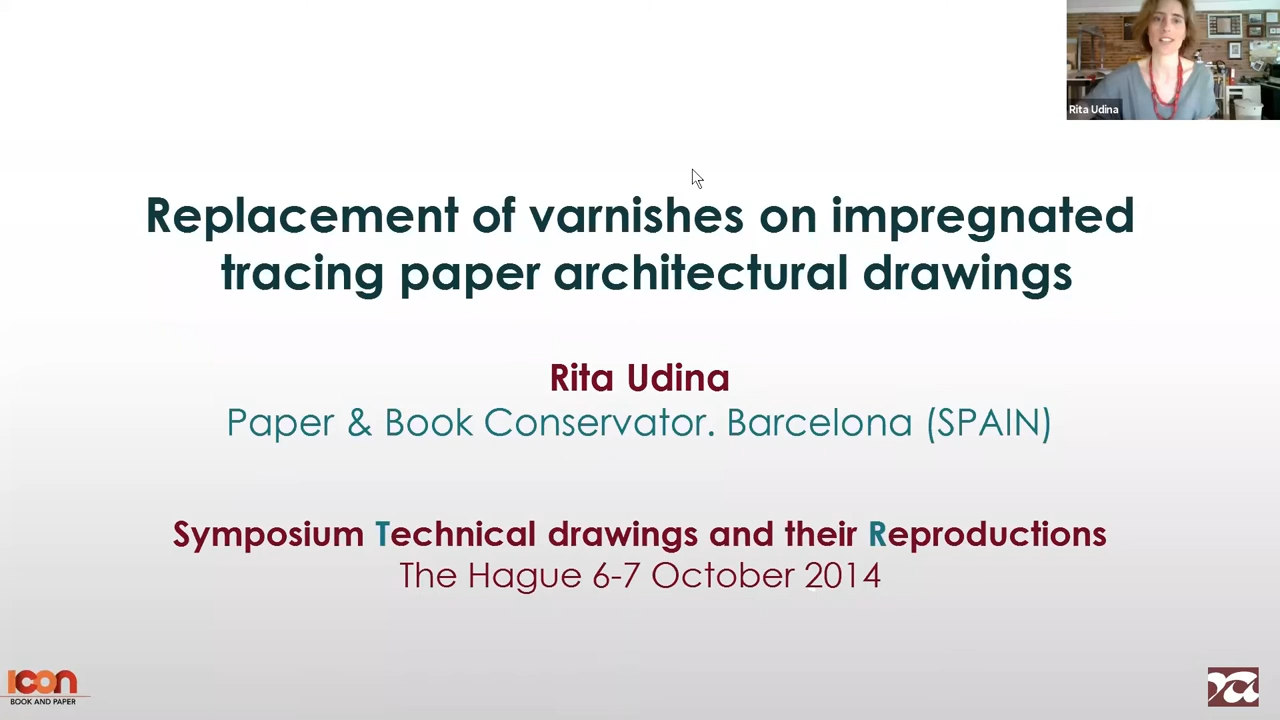 Rita Udina
Replacement of varnishes on impregnated
tracing paper architectural drawings
Rita Udina
Paper & Book Conservator. Barcelona (SPAIN)
Symposium Technical drawings and their Reproductions
The Hague 6-7 October 2014
ICON
BOOK AND PAPER